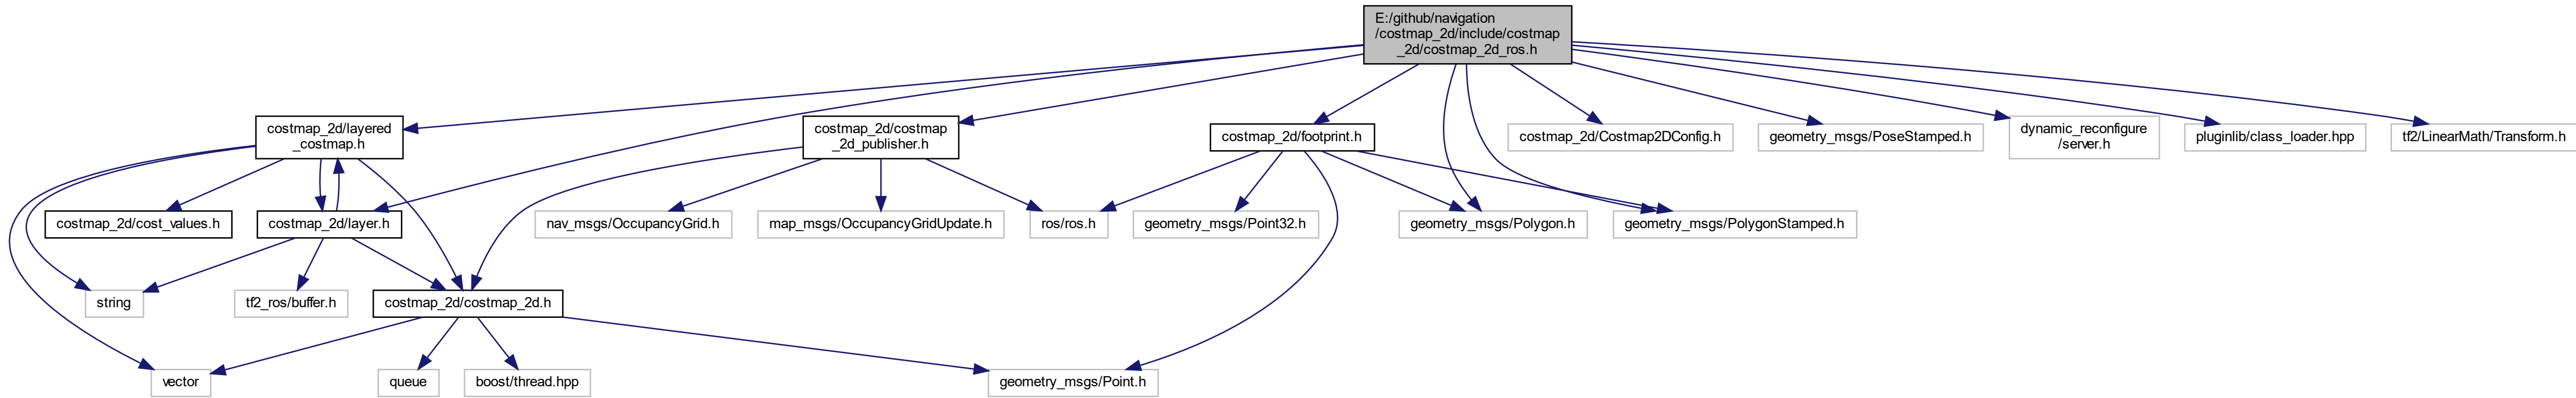 E:/github/navigation
/costmap_2d/include/costmap
_2d/costmap_2d_ros.h
costmap_2d/layered
_costmap.h
costmap_2d/costmap
_2d_publisher.h
costmap_2d/footprint.h
costmap_2d/Costmap2DConfig.h
geometry_msgs/PoseStamped.h
dynamic_reconfigure
/server.h
pluginlib/class_loader.hpp
tf2/LinearMath/Transform.h
costmap_2d/cost_values.h
costmap_2d/layer.h
nav_msgs/OccupancyGrid.h
map_msgs/OccupancyGridUpdate.h
ros/ros.h
geometry_msgs/Point32.h
geometry_msgs/Polygon.h
geometry_msgs/PolygonStamped.h
string
tf2_ros/buffer.h
costmap_2d/costmap_2d.h
vector
queue
boost/thread.hpp
geometry_msgs/Point.h